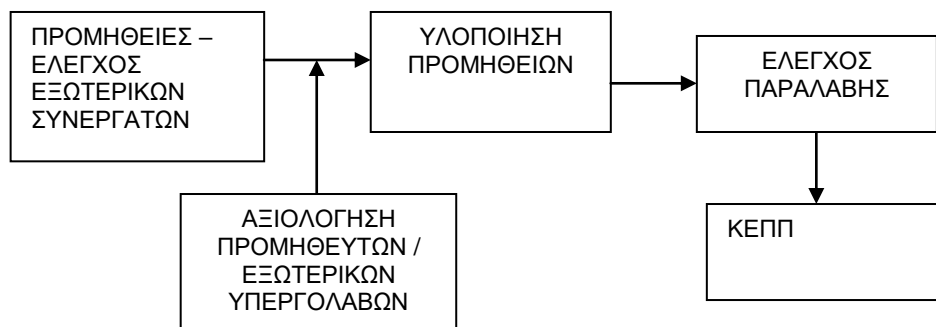 ΠΡΟΜΗΘΕΙΕΣ –
ΕΛΕΓΧΟΣ
ΕΞΩΤΕΡΙΚΩΝ
ΣΥΝΕΡΓΑΤΩΝ
ΥΛΟΠΟΙΗΣΗ
ΠΡΟΜΗΘΕΙΩΝ
ΕΛΕΓΧΟΣ
ΠΑΡΑΛΑΒΗΣ
ΑΞΙΟΛΟΓΗΣΗ
ΠΡΟΜΗΘΕΥΤΩΝ /
ΕΞΩΤΕΡΙΚΩΝ
ΥΠΕΡΓΟΛΑΒΩΝ
ΚΕΠΠ